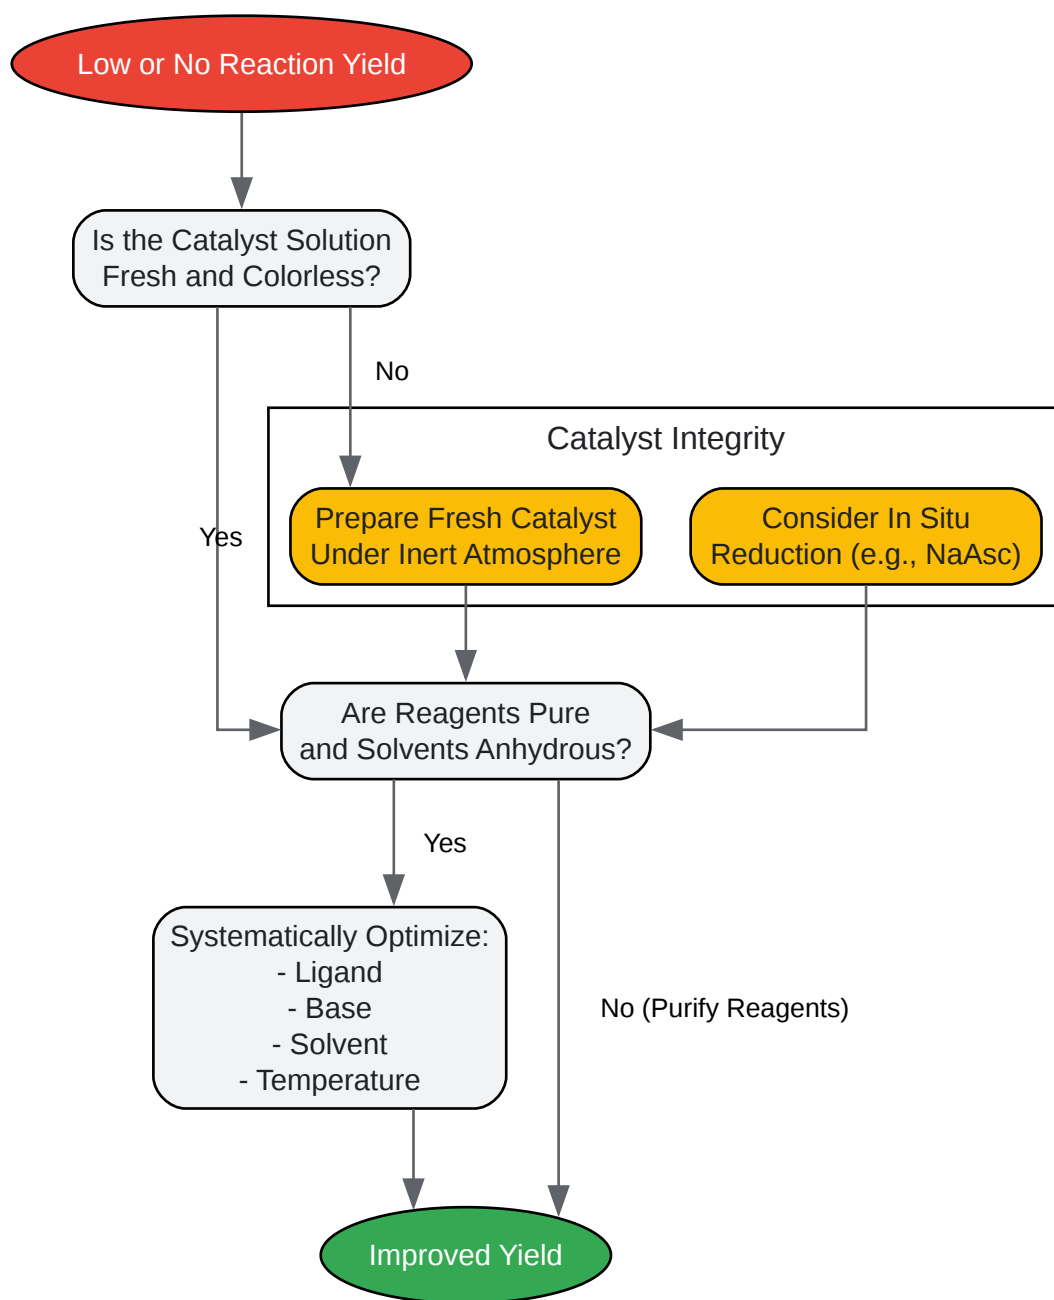 Low or No Reaction Yield
Is the Catalyst Solution
Fresh and Colorless?
No
Catalyst Integrity
Yes
Prepare Fresh Catalyst
Under Inert Atmosphere
Consider In Situ
Reduction (e.g., NaAsc)
Are Reagents Pure
and Solvents Anhydrous?
Yes
Systematically Optimize:
- Ligand
- Base
- Solvent
- Temperature
No (Purify Reagents)
Improved Yield